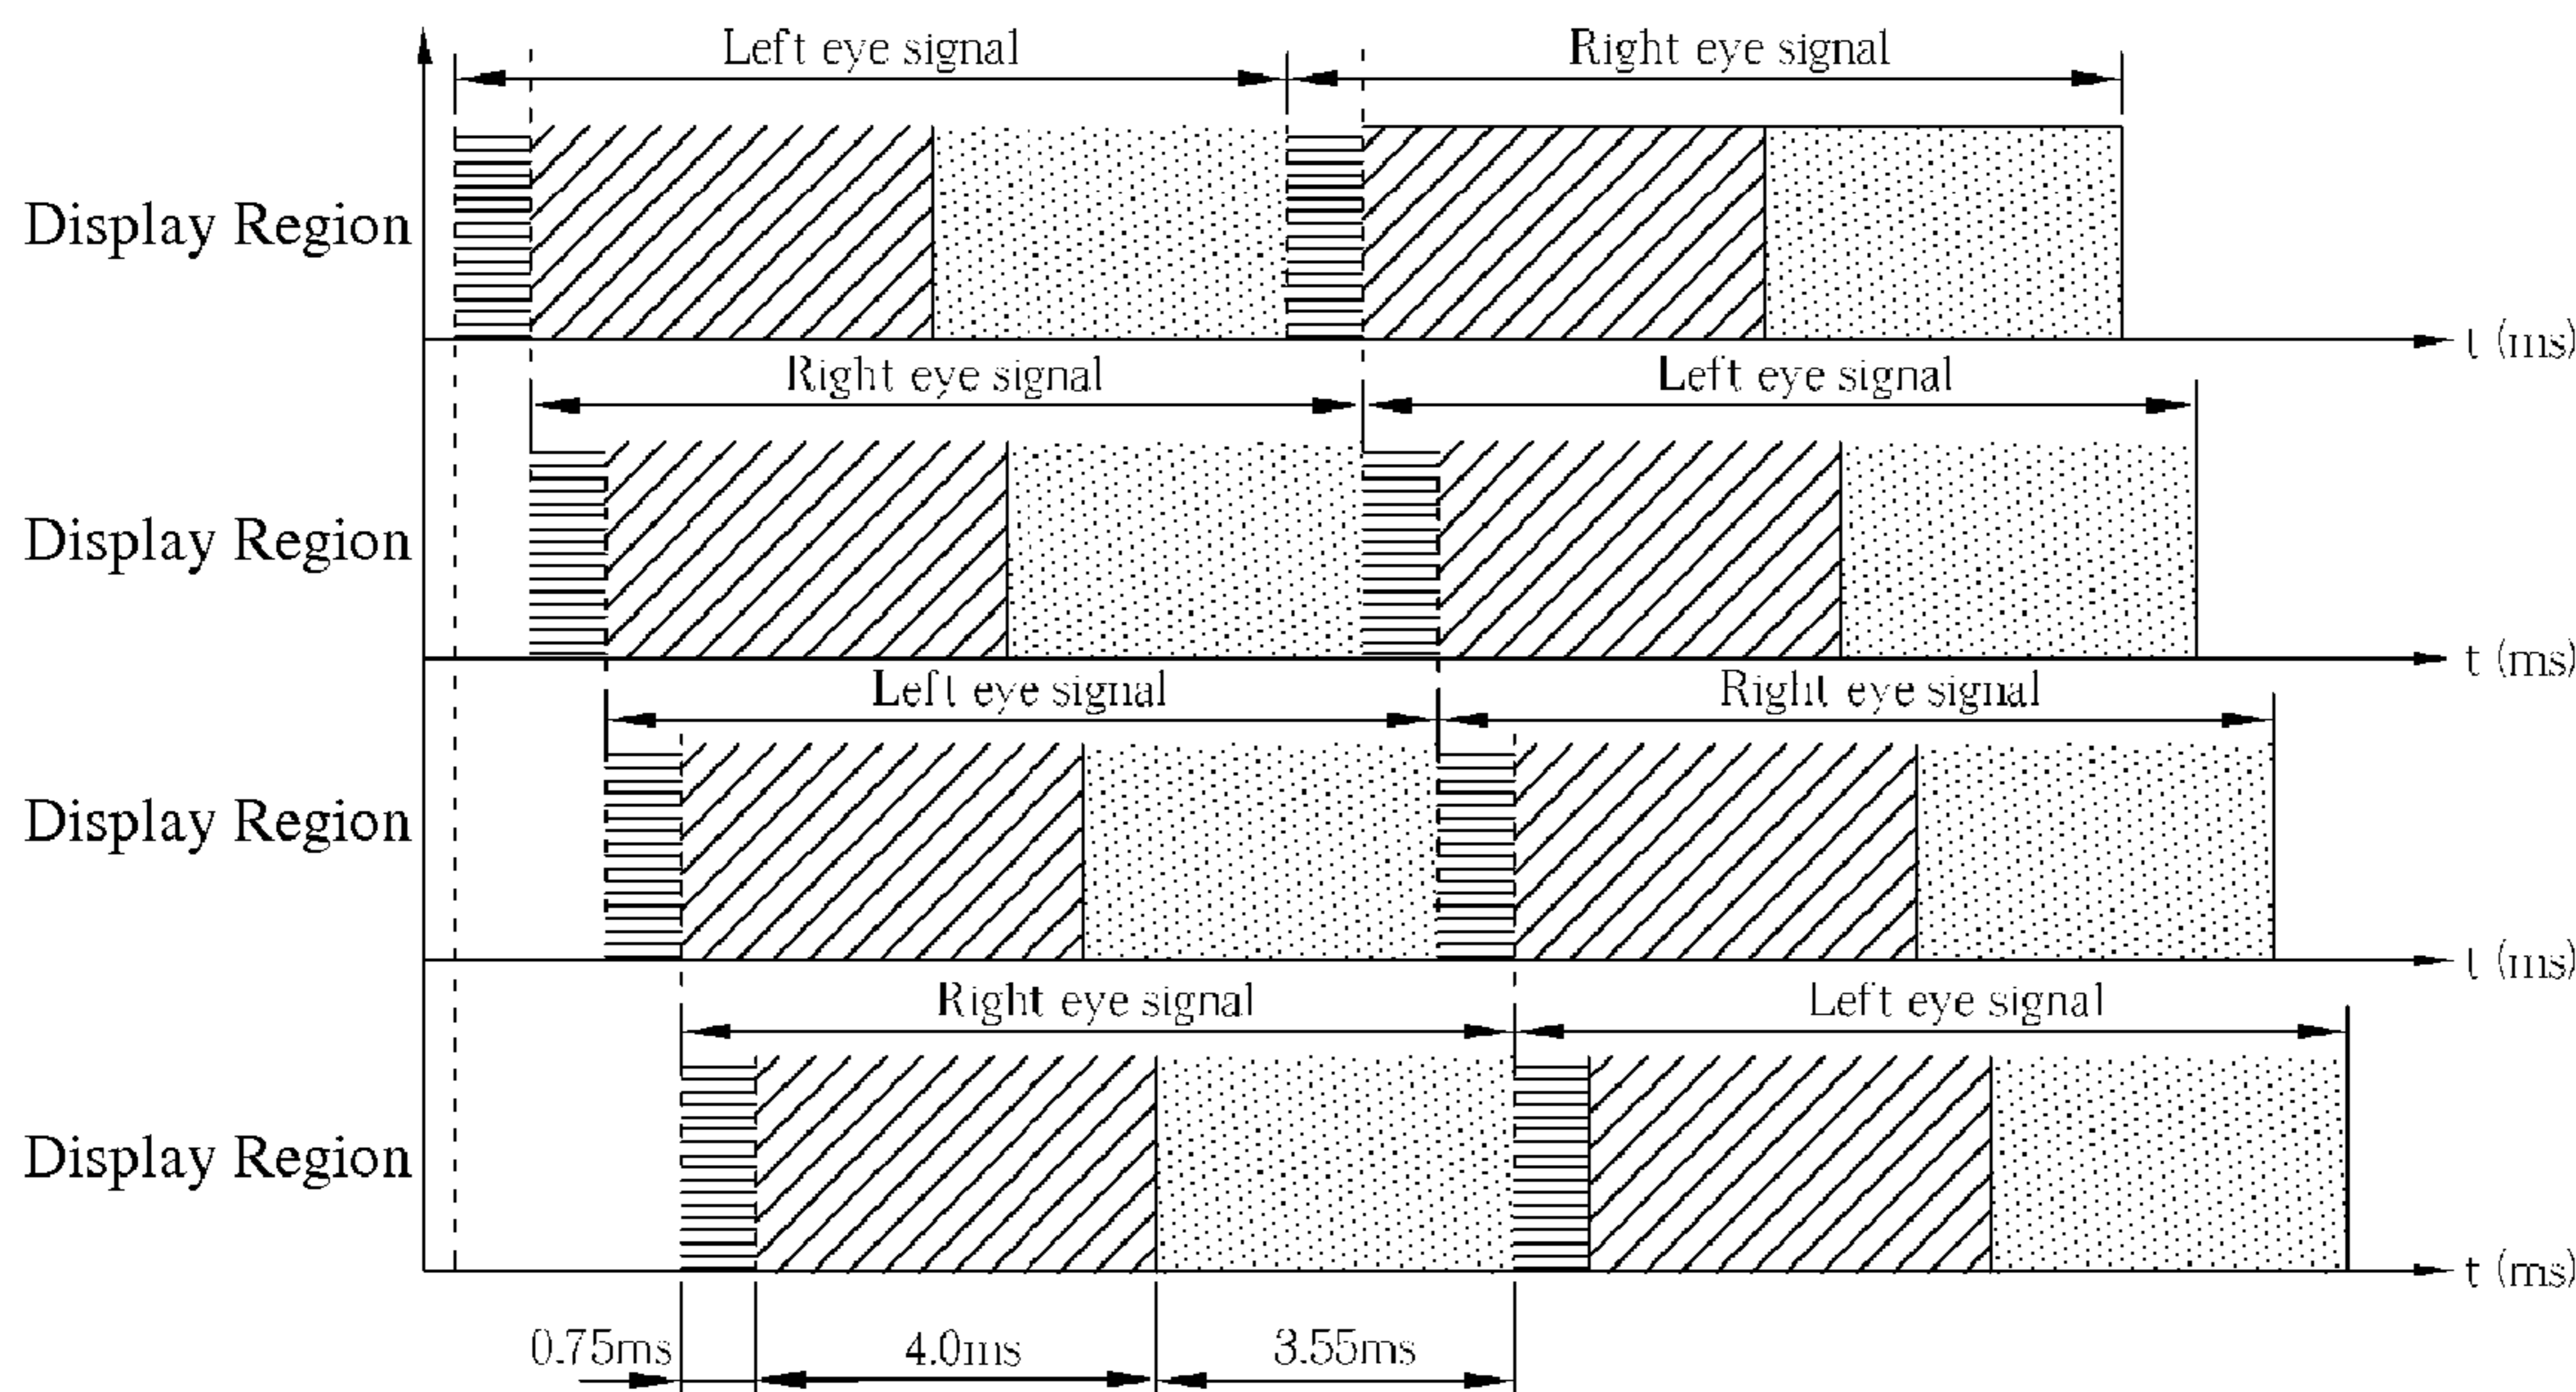 Left eye signal
Right eye signal
Display Region
t (ms)
Right eye signal
Left eye signal
Display Region
t (ms)
Left eye signal
Right eye signal
Display Region
t (ms)
Right eye signal
Left eye signal
Display Region
t (ms)
0.75ms
4.0ms
3.55ms